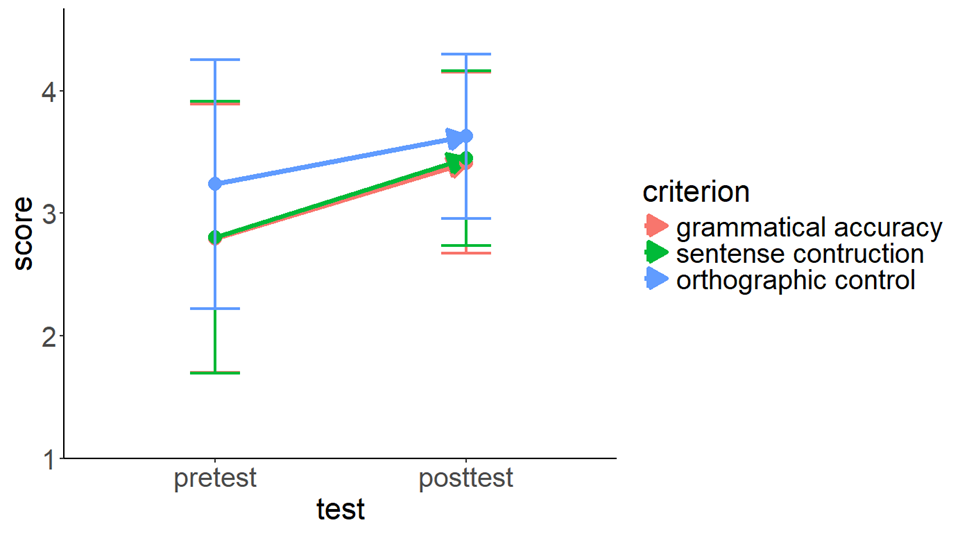 4
3
2
1
score
pretest
posttest
test
criterion
grammatical accuracy
sentense contruction
orthographic control